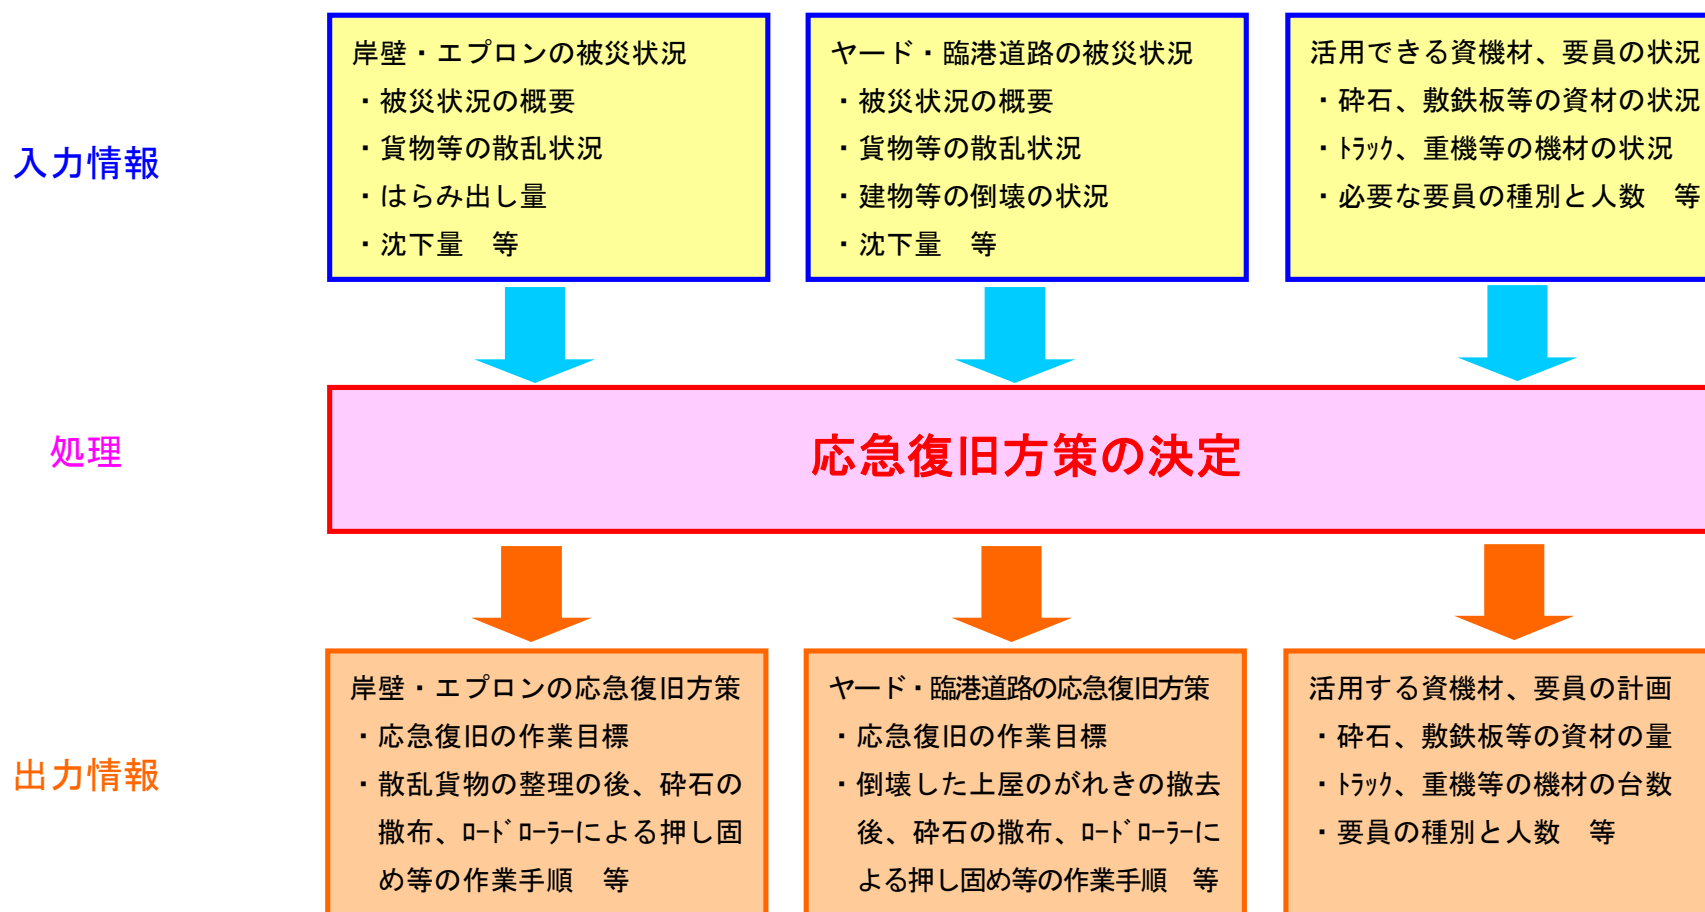 入力情報
岸壁・エプロンの被災状況
・被災状況の概要
・貨物等の散乱状況
・はらみ出し量
・沈下量　等
ヤード・臨港道路の被災状況
・被災状況の概要
・貨物等の散乱状況
・建物等の倒壊の状況
・沈下量　等
活用できる資機材、要員の状況
・砕石、敷鉄板等の資材の状況
・ﾄﾗｯｸ、重機等の機材の状況
・必要な要員の種別と人数　等
処理
応急復旧方策の決定
出力情報
岸壁・エプロンの応急復旧方策
・応急復旧の作業目標
・散乱貨物の整理の後、砕石の
撒布、ﾛｰﾄﾞﾛｰﾗｰによる押し固
め等の作業手順　等
ヤード・臨港道路の応急復旧方策
・応急復旧の作業目標
・倒壊した上屋のがれきの撤去
後、砕石の撒布、ﾛｰﾄﾞﾛｰﾗｰに
よる押し固め等の作業手順　等
活用する資機材、要員の計画
・砕石、敷鉄板等の資材の量
・ﾄﾗｯｸ、重機等の機材の台数
・要員の種別と人数　等